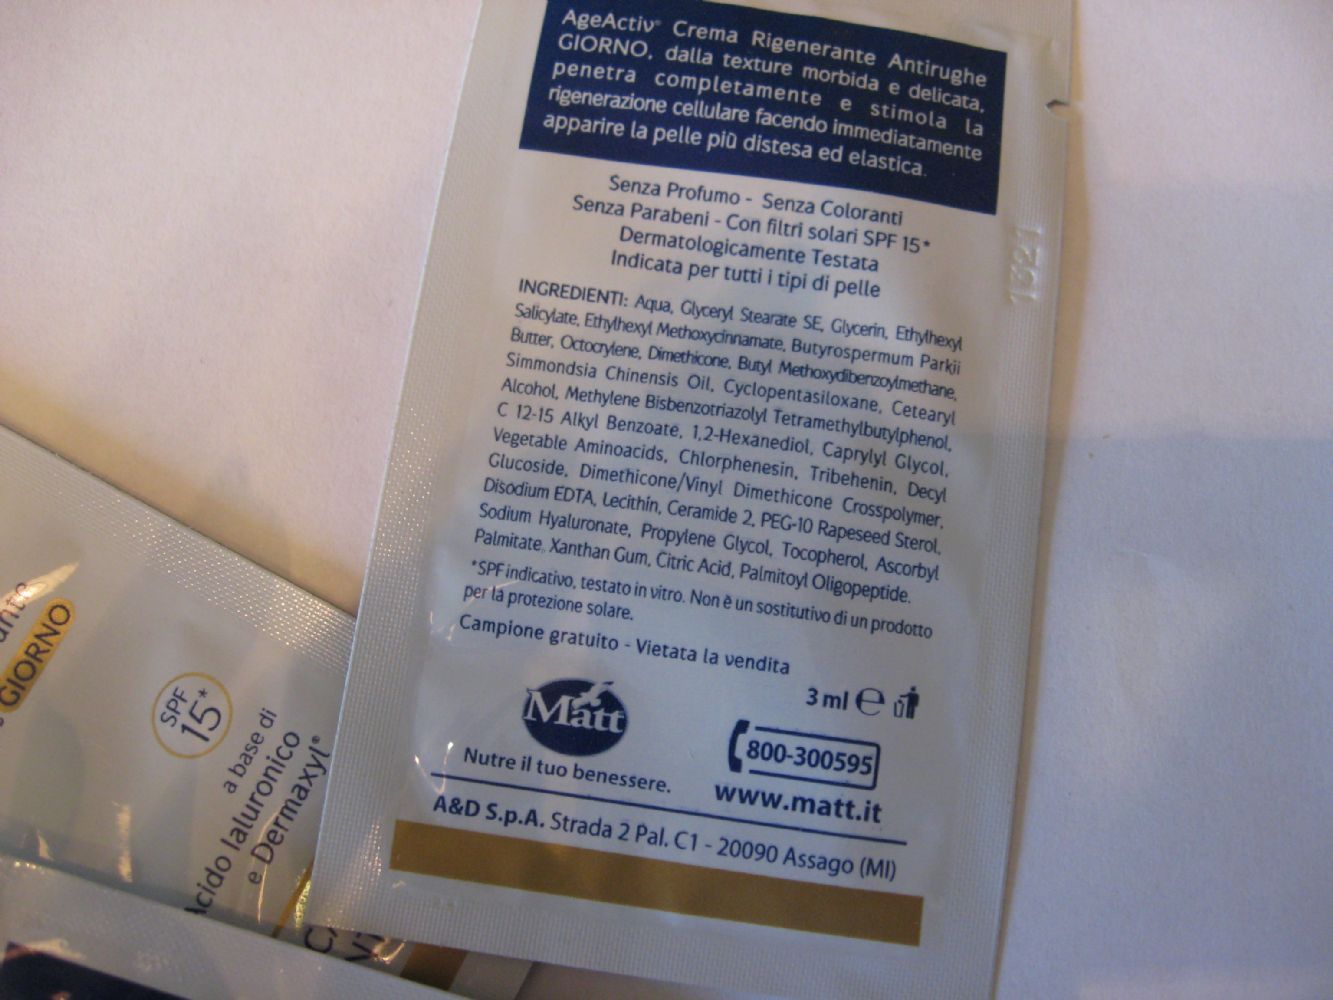 AgeActiv® Crema Rigenerante Antirughe
GIORNO, dalla texture morbida e delicata,
penetra completamente e stimola la
rigenerazione cellulare facendo immediatamente
apparire la pelle più distesa ed elastica.
Senza Profumo - Senza Coloranti
Senza Parabeni - Con filtri solari SPF 15*
Dermatologicamente Testata
Indicata per tutti i tipi di pelle
INGREDIENTI: Aqua, Glyceryl Stearate SE, Glycerin, Ethylhexyl
Salicylate, Ethylhexyl Methoxycinnamate, Butyrospermum Parkii
Butter, Octocrylene, Dimethicone, Butyl Methoxydibenzoylmethane,
Simmondsia Chinensis Oil, Cyclopentasiloxane, Cetearyl
Alcohol, Methylene Bisbenzotriazolyl Tetramethylbutylphenol,
C 12-15 Alkyl Benzoate, 1,2-Hexanediol, Caprylyl Glycol,
Vegetable Aminoacids, Chlorphenesin, Tribehenin, Decyl
Glucoside, Dimethicone/Vinyl Dimethicone Crosspolymer,
Disodium EDTA, Lecithin, Ceramide 2, PEG-10 Rapeseed Sterol,
Sodium Hyaluronate, Propylene Glycol, Tocopherol, Ascorbyl
Palmitate, Xanthan Gum, Citric Acid, Palmitoyl Oligopeptide.
*SPF indicativo, testato in vitro. Non è un sostitutivo di un prodotto
per la protezione solare.
Campione gratuito - Vietata la vendita
3 ml ℮
Matt
Nutre il tuo benessere.
800-300595
www.matt.it
A&D S.p.A. Strada 2 Pal. C1 - 20090 Assago (MI)
1321
GIORNO
SPF
15*
a base di
Acido Ialuronico
e Dermaxyl®